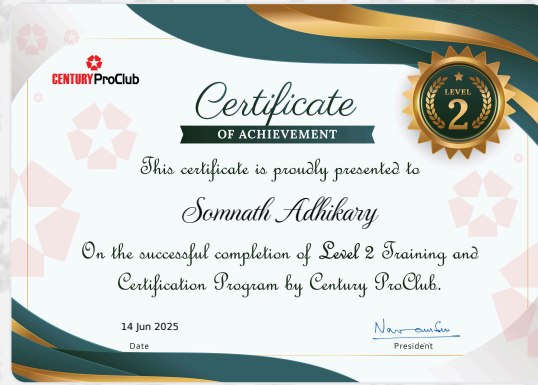 CENTURY ProClub
Certificate
OF ACHIEVEMENT
LEVEL
2
This certificate is proudly presented to
Somnath Adhikary
On the successful completion of Level 2 Training and
Certification Program by Century ProClub.
14 Jun 2025
Date
President